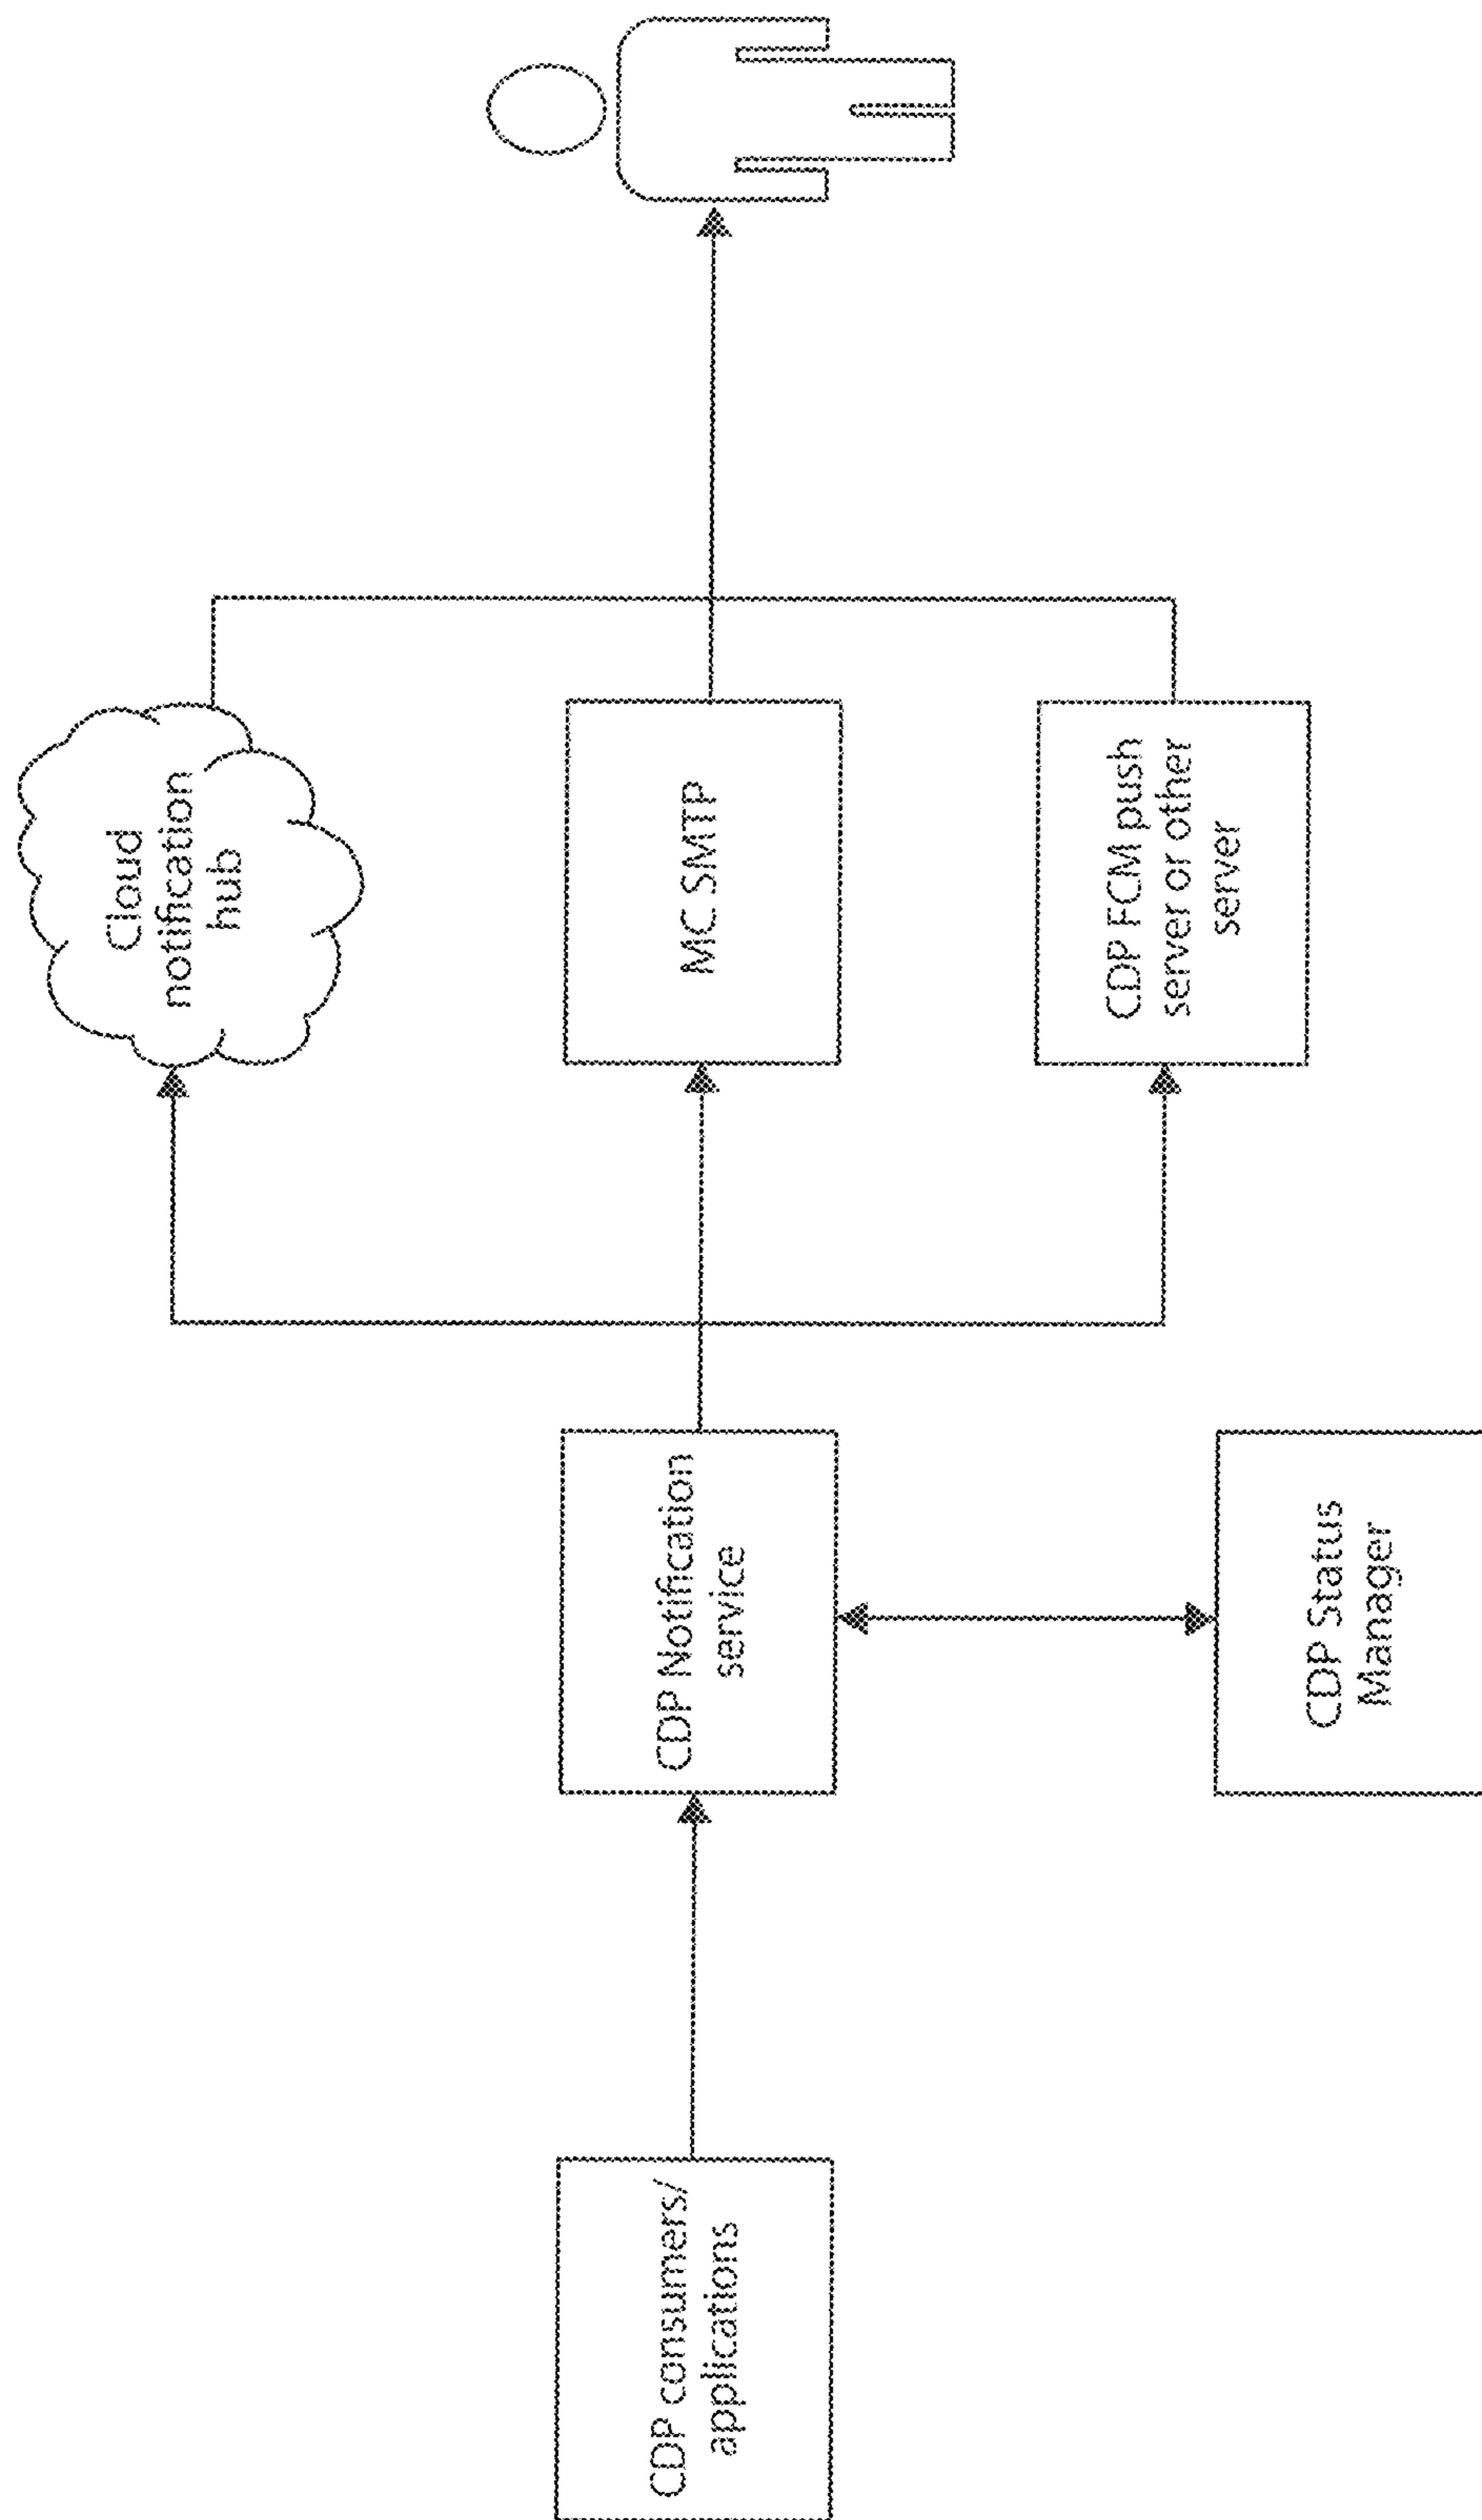 CDP consumers/
applications
CDP Notification
service
CDP Status
Manager
Cloud
notification
hub
MC SMTP
CDP FCM push
server or other
server